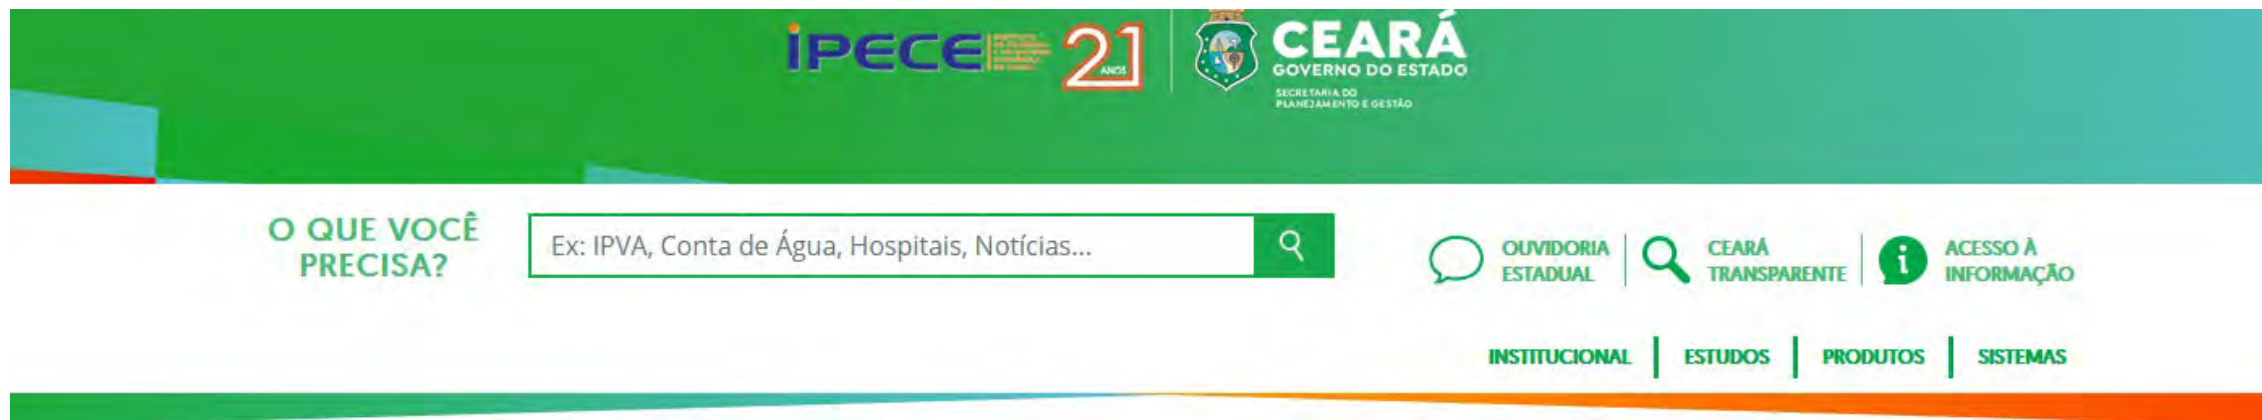 iPECE
21
ANOS
CEARÁ
GOVERNO DO ESTADO
SECRETARIA DO
PLANEJAMENTO E GESTÃO
O QUE VOCÊ
PRECISA?
Ex: IPVA, Conta de Água, Hospitais, Notícias...
OUVIDORIA
ESTADUAL
CEARÁ
TRANSPARENTE
ACESSO À
INFORMAÇÃO
INSTITUCIONAL
ESTUDOS
PRODUTOS
SISTEMAS